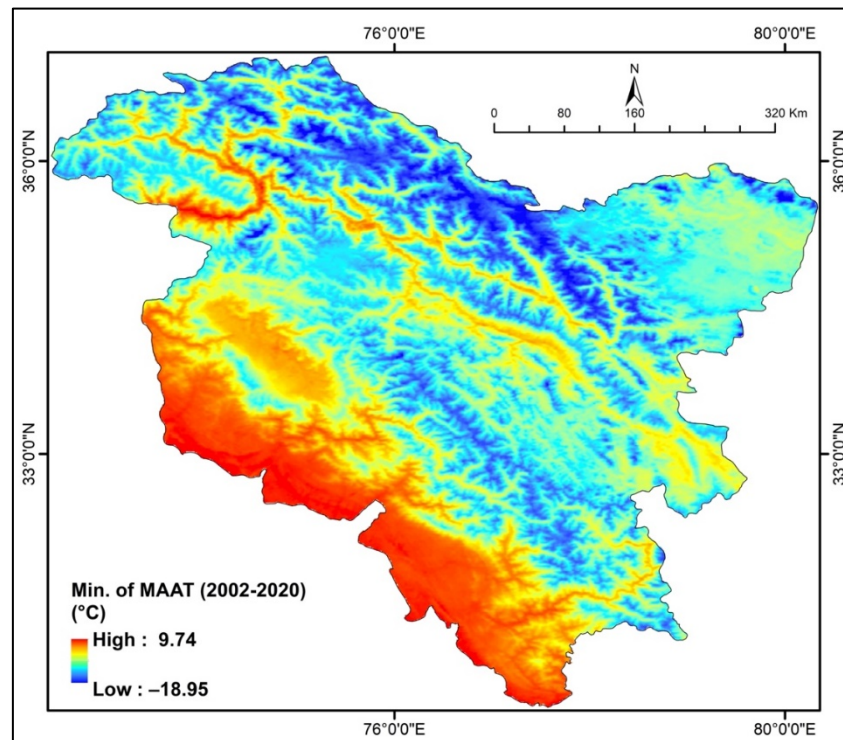 76°0'0"E
80°0'0"E
N
0 80 160 320 Km
36°0'0"N
36°0'0"N
33°0'0"N
33°0'0"N
Min. of MAAT (2002-2020)
(°C)
High : 9.74
Low : –18.95
76°0'0"E
80°0'0"E